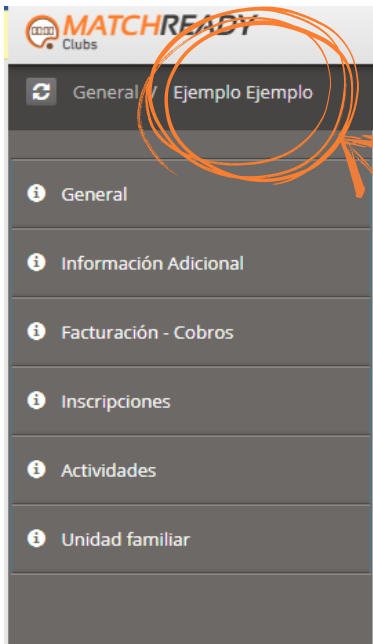 MATCHREADY
Clubs
General / Ejemplo Ejemplo
General
Información Adicional
Facturación - Cobros
Inscripciones
Actividades
Unidad familiar